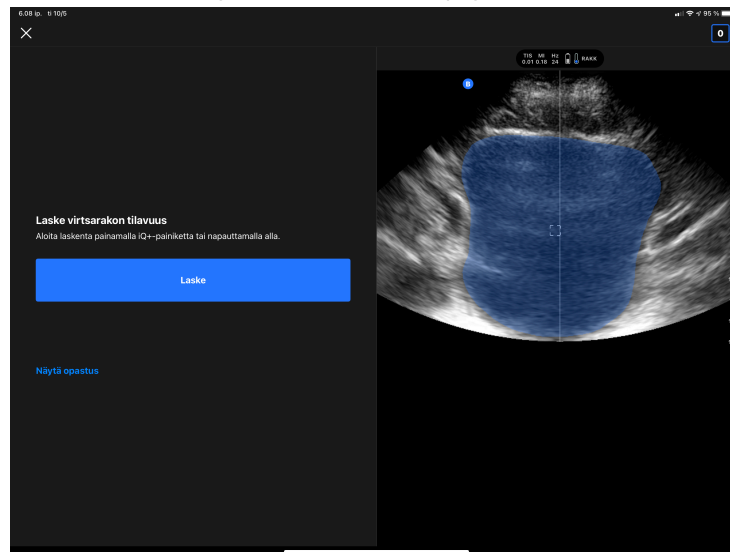 6.08 ip. ti 10/5
95 %
0
TIS MI Hz
0.01 0.18 24
RAKK
B
Laske virtsarakon tilavuus
Aloita laskenta painamalla iQ+-painiketta tai napauttamalla alla.
Laske
Näytä opastus